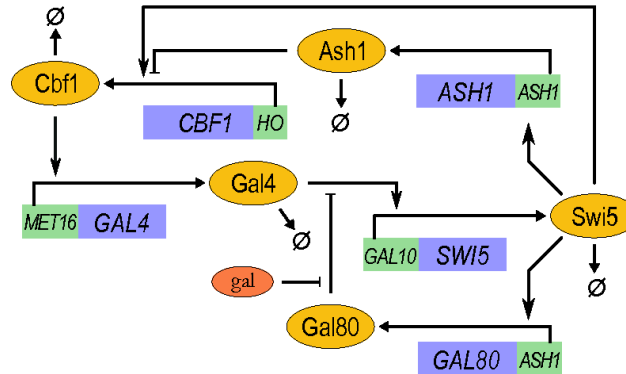 Ø
Cbf1
Ash1
Ø
ASH1 ASH1
CBF1 HO
MET16 GAL4
Gal4
Ø
Swi5
GAL10 SWI5
Ø
gal
Gal80
GAL80 ASH1